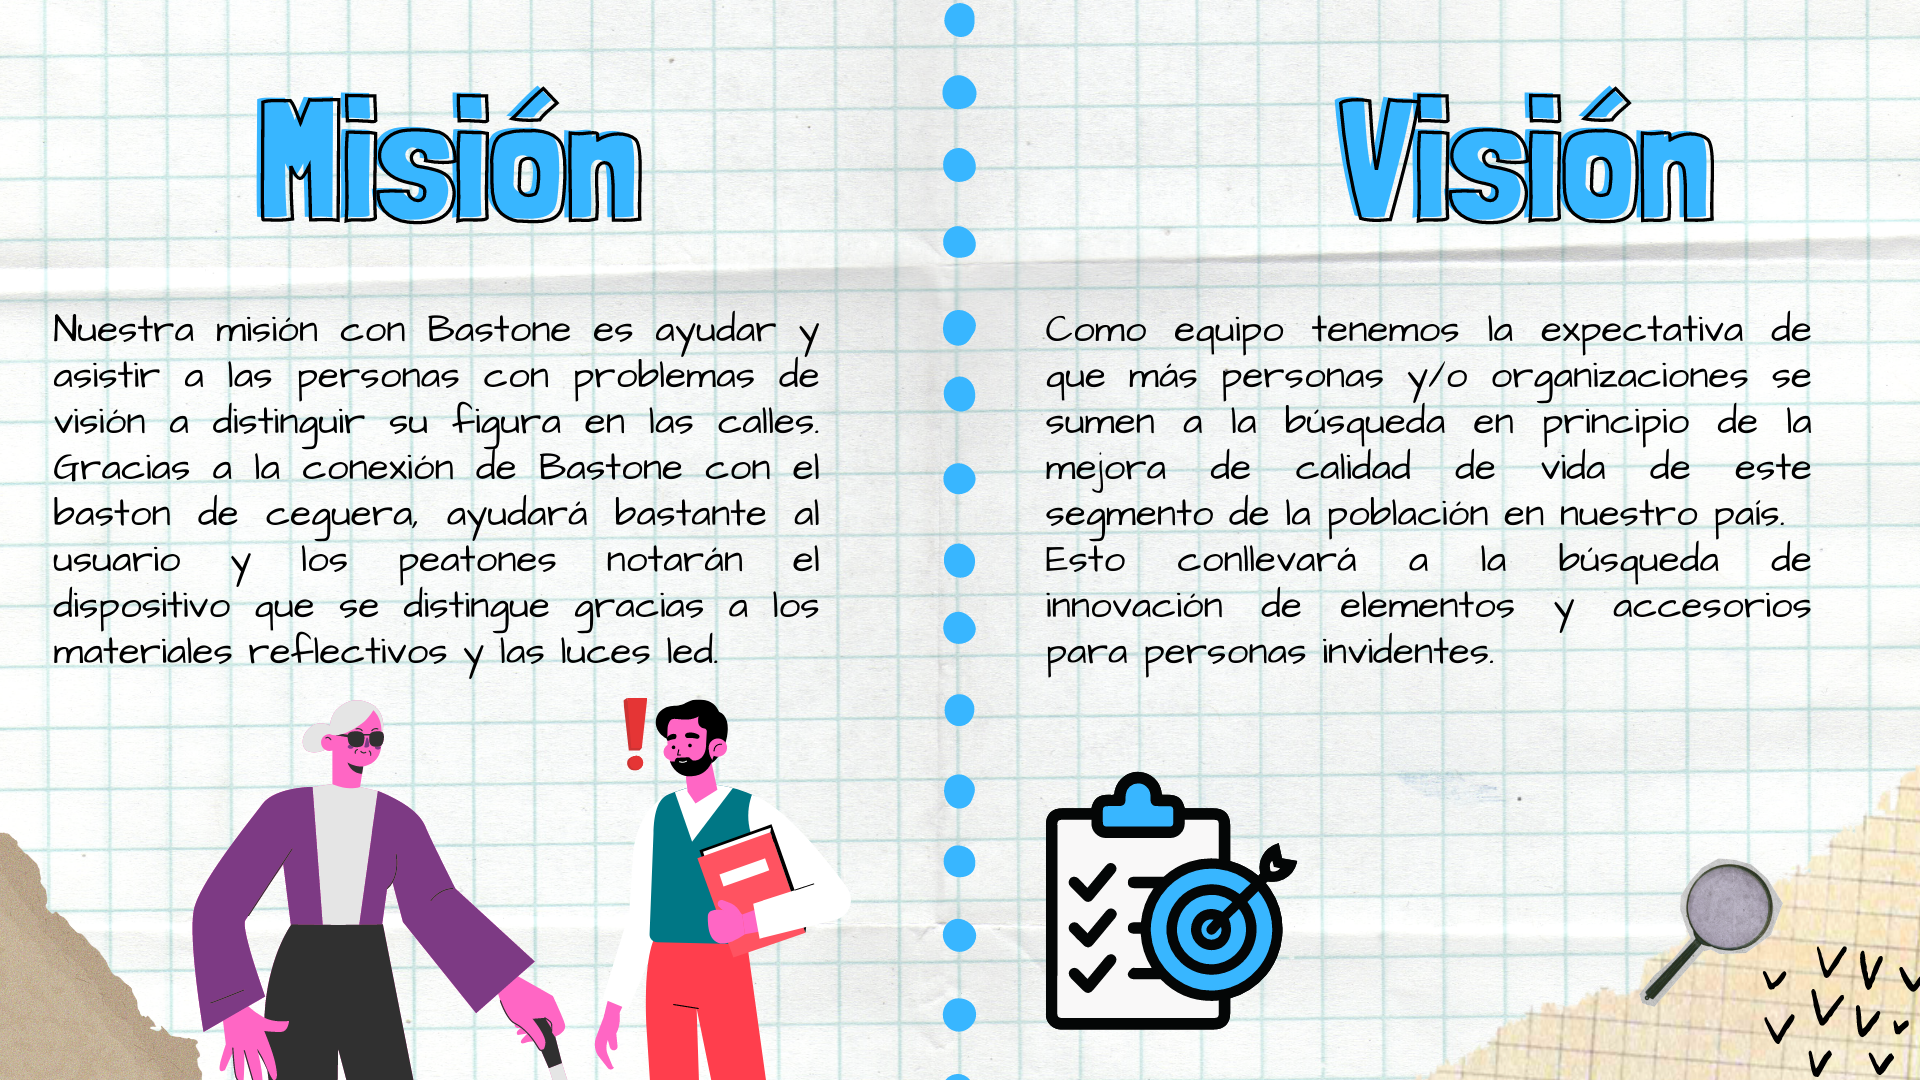 Misión
Nuestra misión con Bastone es ayudar y
asistir a las personas con problemas de
visión a distinguir su figura en las calles.
Gracias a la conexión de Bastone con el
baston de ceguera, ayudará bastante al
usuario y los peatones notarán el
dispositivo que se distingue gracias a los
materiales reflectivos y las luces led.
Visión
Como equipo tenemos la expectativa de
que más personas y/o organizaciones se
sumen a la búsqueda en principio de la
mejora de calidad de vida de este
segmento de la población en nuestro país.
Esto conllevará a la búsqueda de
innovación de elementos y accesorios
para personas invidentes.